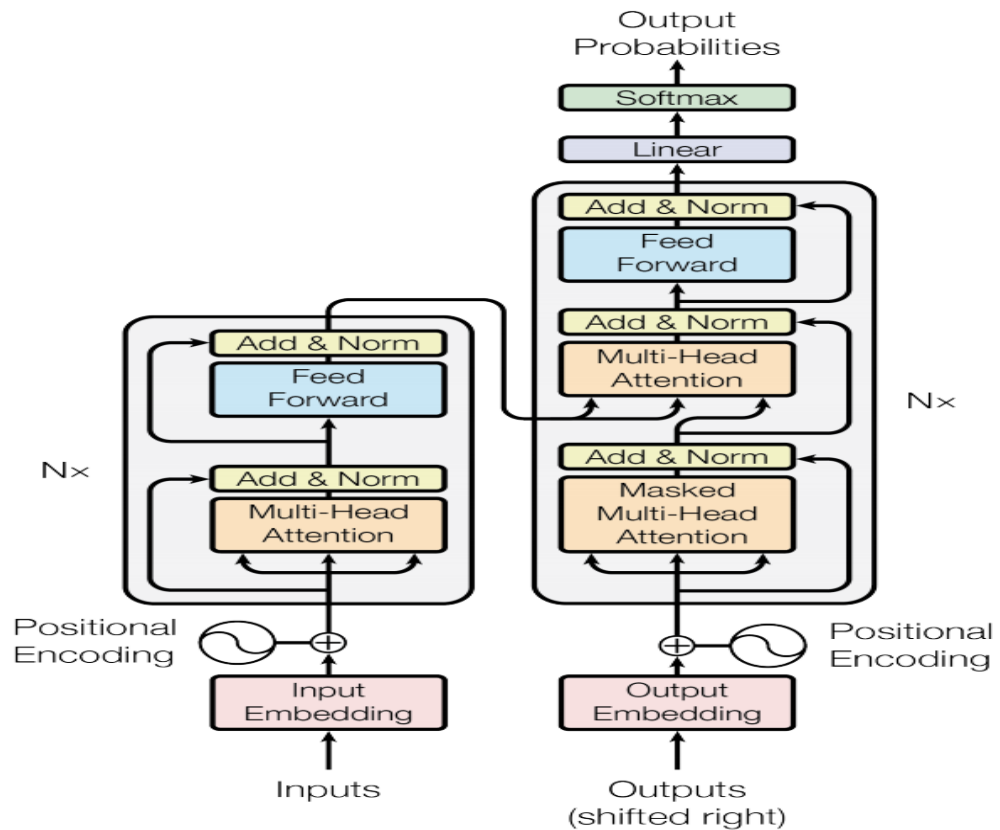 Output
Probabilities
Softmax
Linear
Add & Norm
Feed
Forward
Add & Norm
Multi-Head
Attention
Add & Norm
Masked
Multi-Head
Attention
Nx
Add & Norm
Feed
Forward
Add & Norm
Multi-Head
Attention
Nx
Positional
Encoding
Positional
Encoding
Input
Embedding
Output
Embedding
Inputs
Outputs
(shifted right)